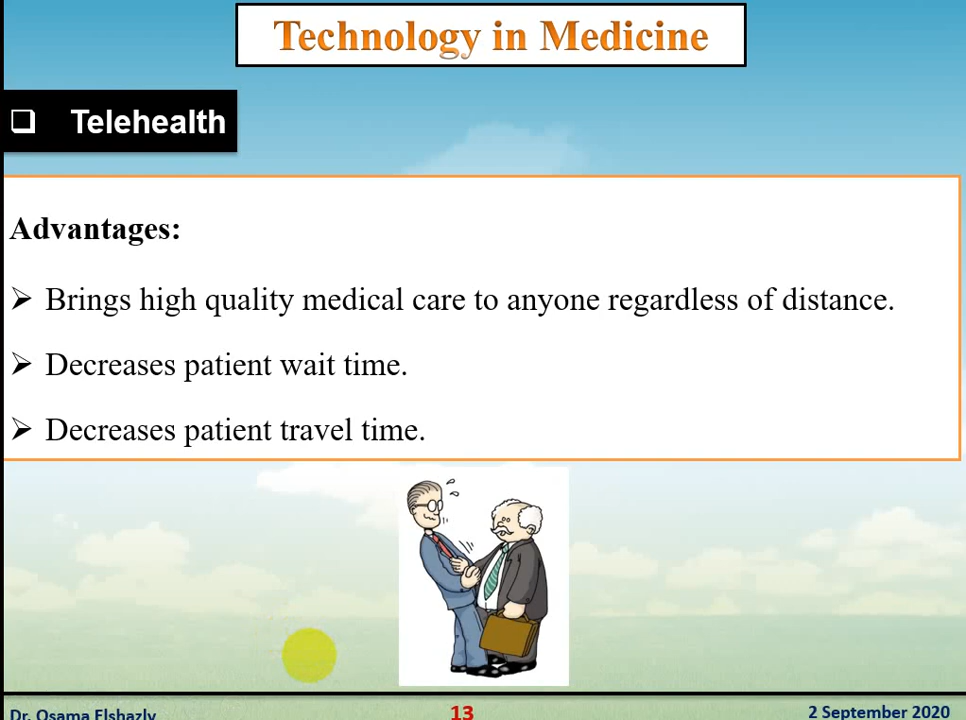 Technology in Medicine
❑ Telehealth
Advantages:
➢ Brings high quality medical care to anyone regardless of distance.
➢ Decreases patient wait time.
➢ Decreases patient travel time.
Dr. Osama Elshazly
13
2 September 2020